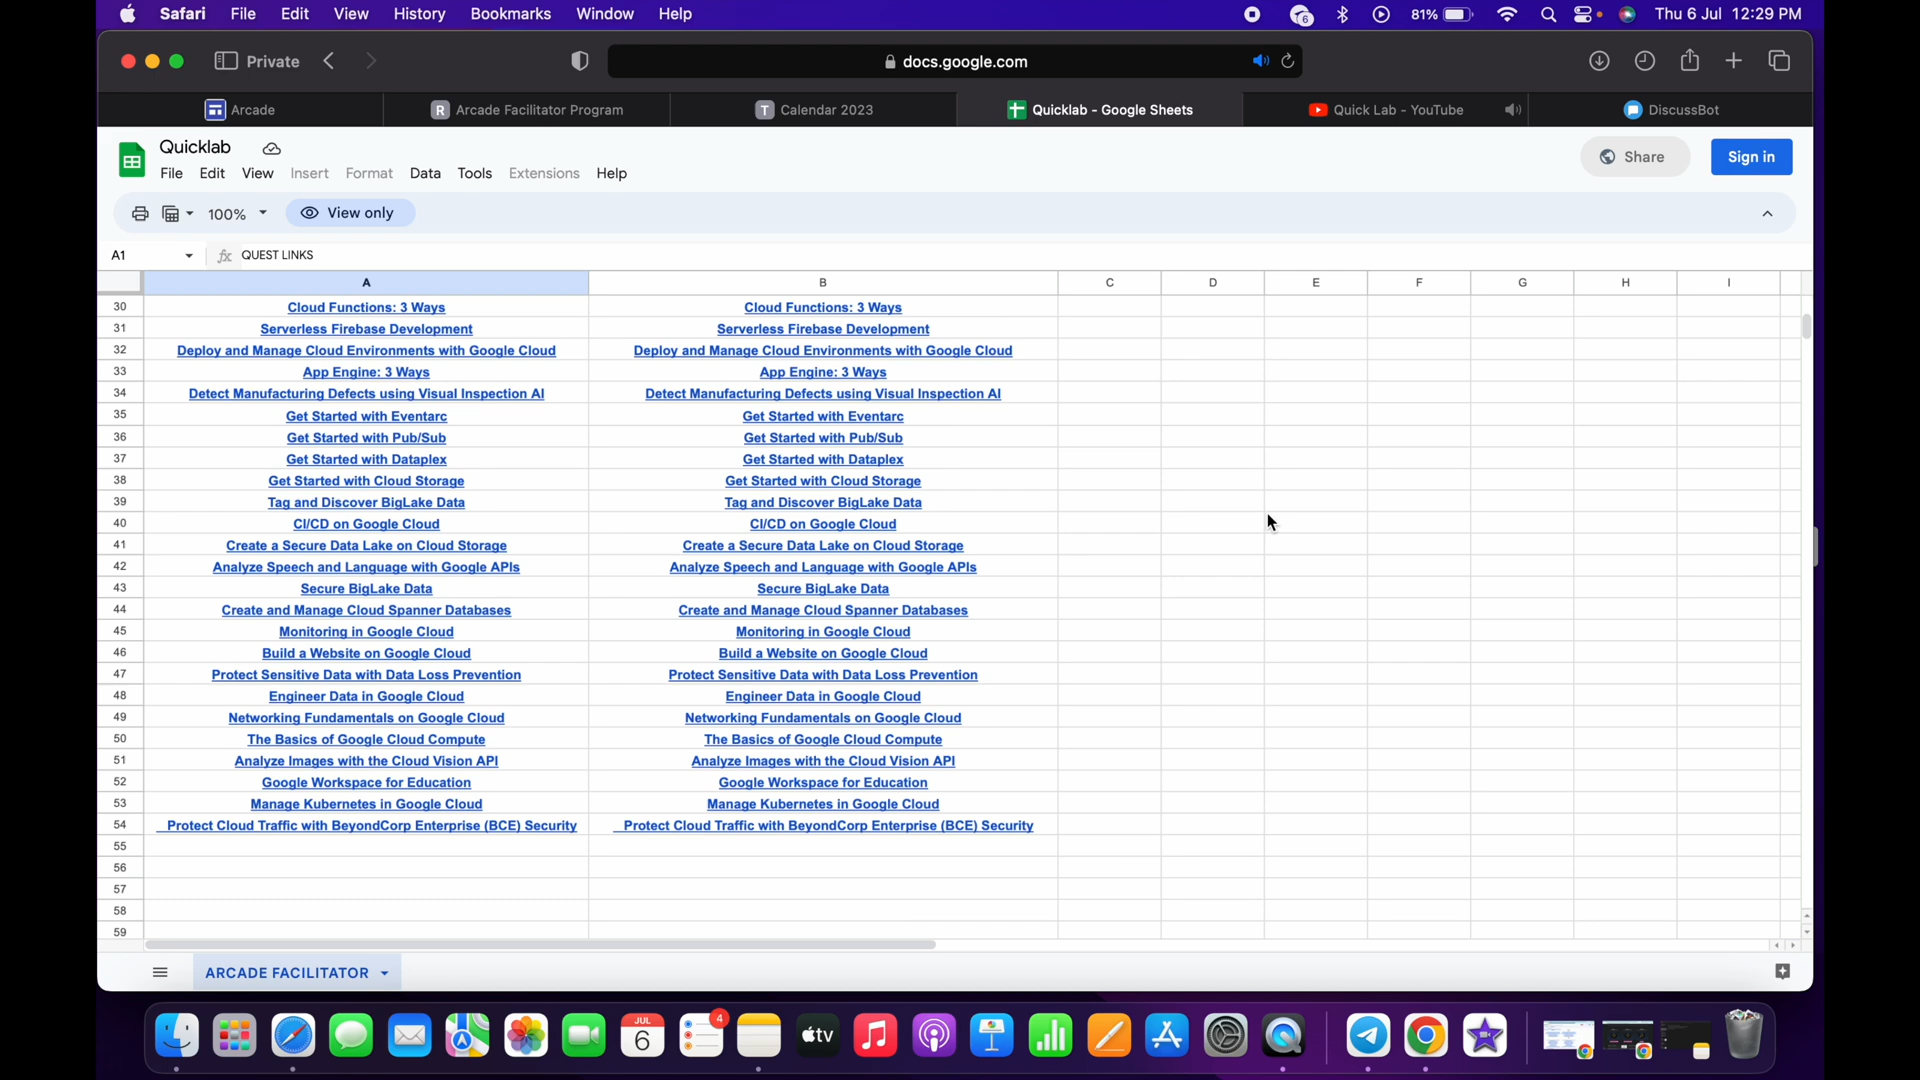 Safari File Edit View History Bookmarks Window Help 6 81% Thu 6 Jul 12:29 PM
Private docs.google.com
Arcade R Arcade Facilitator Program T Calendar 2023 Quicklab - Google Sheets Quick Lab - YouTube DiscussBot
Quicklab
Share Sign in
File Edit View Insert Format Data Tools Extensions Help
100% View only
A1 fx QUEST LINKS
A B C D E F G H I
30 Cloud Functions: 3 Ways Cloud Functions: 3 Ways
31 Serverless Firebase Development Serverless Firebase Development
32 Deploy and Manage Cloud Environments with Google Cloud Deploy and Manage Cloud Environments with Google Cloud
33 App Engine: 3 Ways App Engine: 3 Ways
34 Detect Manufacturing Defects using Visual Inspection AI Detect Manufacturing Defects using Visual Inspection AI
35 Get Started with Eventarc Get Started with Eventarc
36 Get Started with Pub/Sub Get Started with Pub/Sub
37 Get Started with Dataplex Get Started with Dataplex
38 Get Started with Cloud Storage Get Started with Cloud Storage
39 Tag and Discover BigLake Data Tag and Discover BigLake Data
40 CI/CD on Google Cloud CI/CD on Google Cloud
41 Create a Secure Data Lake on Cloud Storage Create a Secure Data Lake on Cloud Storage
42 Analyze Speech and Language with Google APIs Analyze Speech and Language with Google APIs
43 Secure BigLake Data Secure BigLake Data
44 Create and Manage Cloud Spanner Databases Create and Manage Cloud Spanner Databases
45 Monitoring in Google Cloud Monitoring in Google Cloud
46 Build a Website on Google Cloud Build a Website on Google Cloud
47 Protect Sensitive Data with Data Loss Prevention Protect Sensitive Data with Data Loss Prevention
48 Engineer Data in Google Cloud Engineer Data in Google Cloud
49 Networking Fundamentals on Google Cloud Networking Fundamentals on Google Cloud
50 The Basics of Google Cloud Compute The Basics of Google Cloud Compute
51 Analyze Images with the Cloud Vision API Analyze Images with the Cloud Vision API
52 Google Workspace for Education Google Workspace for Education
53 Manage Kubernetes in Google Cloud Manage Kubernetes in Google Cloud
54 Protect Cloud Traffic with BeyondCorp Enterprise (BCE) Security Protect Cloud Traffic with BeyondCorp Enterprise (BCE) Security
55
56
57
58
59
ARCADE FACILITATOR
JUL 6 4 tv